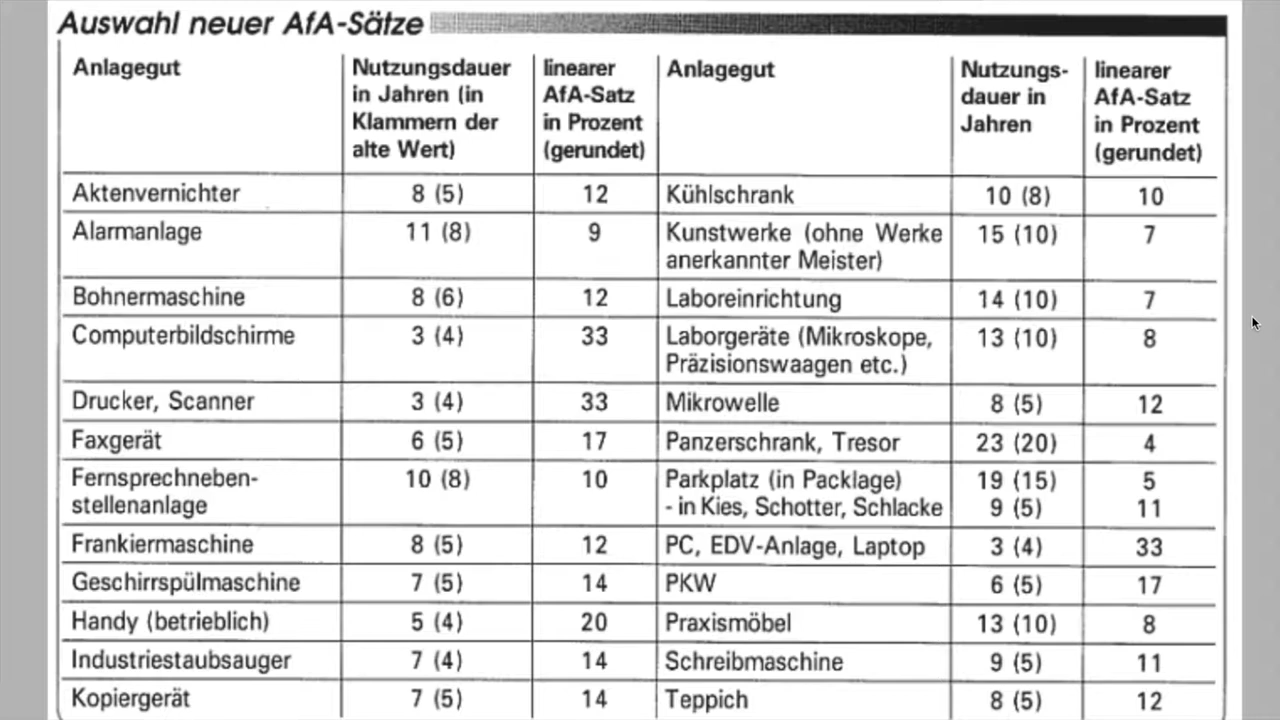 Auswahl neuer AfA-Sätze
Anlagegut Nutzungsdauer in Jahren (in Klammern der alte Wert) linearer AfA-Satz in Prozent (gerundet) Anlagegut Nutzungs-dauer in Jahren linearer AfA-Satz in Prozent (gerundet)
Aktenvernichter 8 (5) 12 Kühlschrank 10 (8) 10
Alarmanlage 11 (8) 9 Kunstwerke (ohne Werke anerkannter Meister) 15 (10) 7
Bohnermaschine 8 (6) 12 Laboreinrichtung 14 (10) 7
Computerbildschirme 3 (4) 33 Laborgeräte (Mikroskope, Präzisionswaagen etc.) 13 (10) 8
Drucker, Scanner 3 (4) 33 Mikrowelle 8 (5) 12
Faxgerät 6 (5) 17 Panzerschrank, Tresor 23 (20) 4
Fernsprechneben- 10 (8) 10 Parkplatz (in Packlage) 19 (15) 5
stellenanlage - in Kies, Schotter, Schlacke 9 (5) 11
Frankiermaschine 8 (5) 12 PC, EDV-Anlage, Laptop 3 (4) 33
Geschirrspülmaschine 7 (5) 14 PKW 6 (5) 17
Handy (betrieblich) 5 (4) 20 Praxismöbel 13 (10) 8
Industriestaubsauger 7 (4) 14 Schreibmaschine 9 (5) 11
Kopiergerät 7 (5) 14 Teppich 8 (5) 12